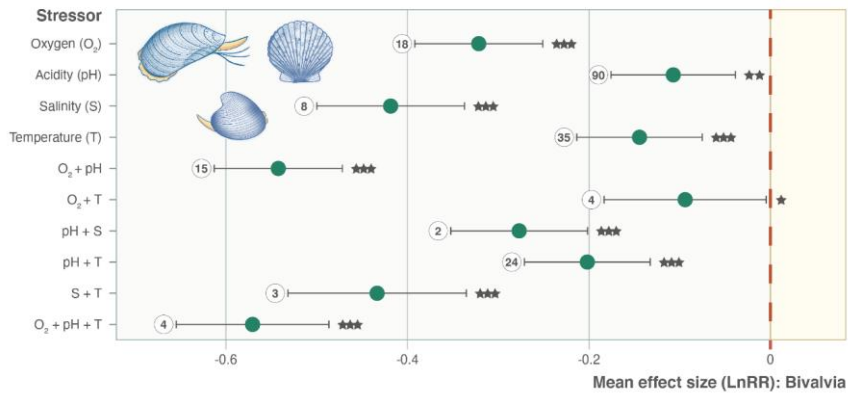 Stressor
Oxygen (O₂) 18 ★★★
Acidity (pH) 90 ★★
Salinity (S) 8 ★★★
Temperature (T) 35 ★★★
O₂ + pH 15 ★★★
O₂ + T 4 ★
pH + S 2 ★★★
pH + T 24 ★★★
S + T 3 ★★★
O₂ + pH + T 4 ★★★
-0.6 -0.4 -0.2 0
Mean effect size (LnRR): Bivalvia